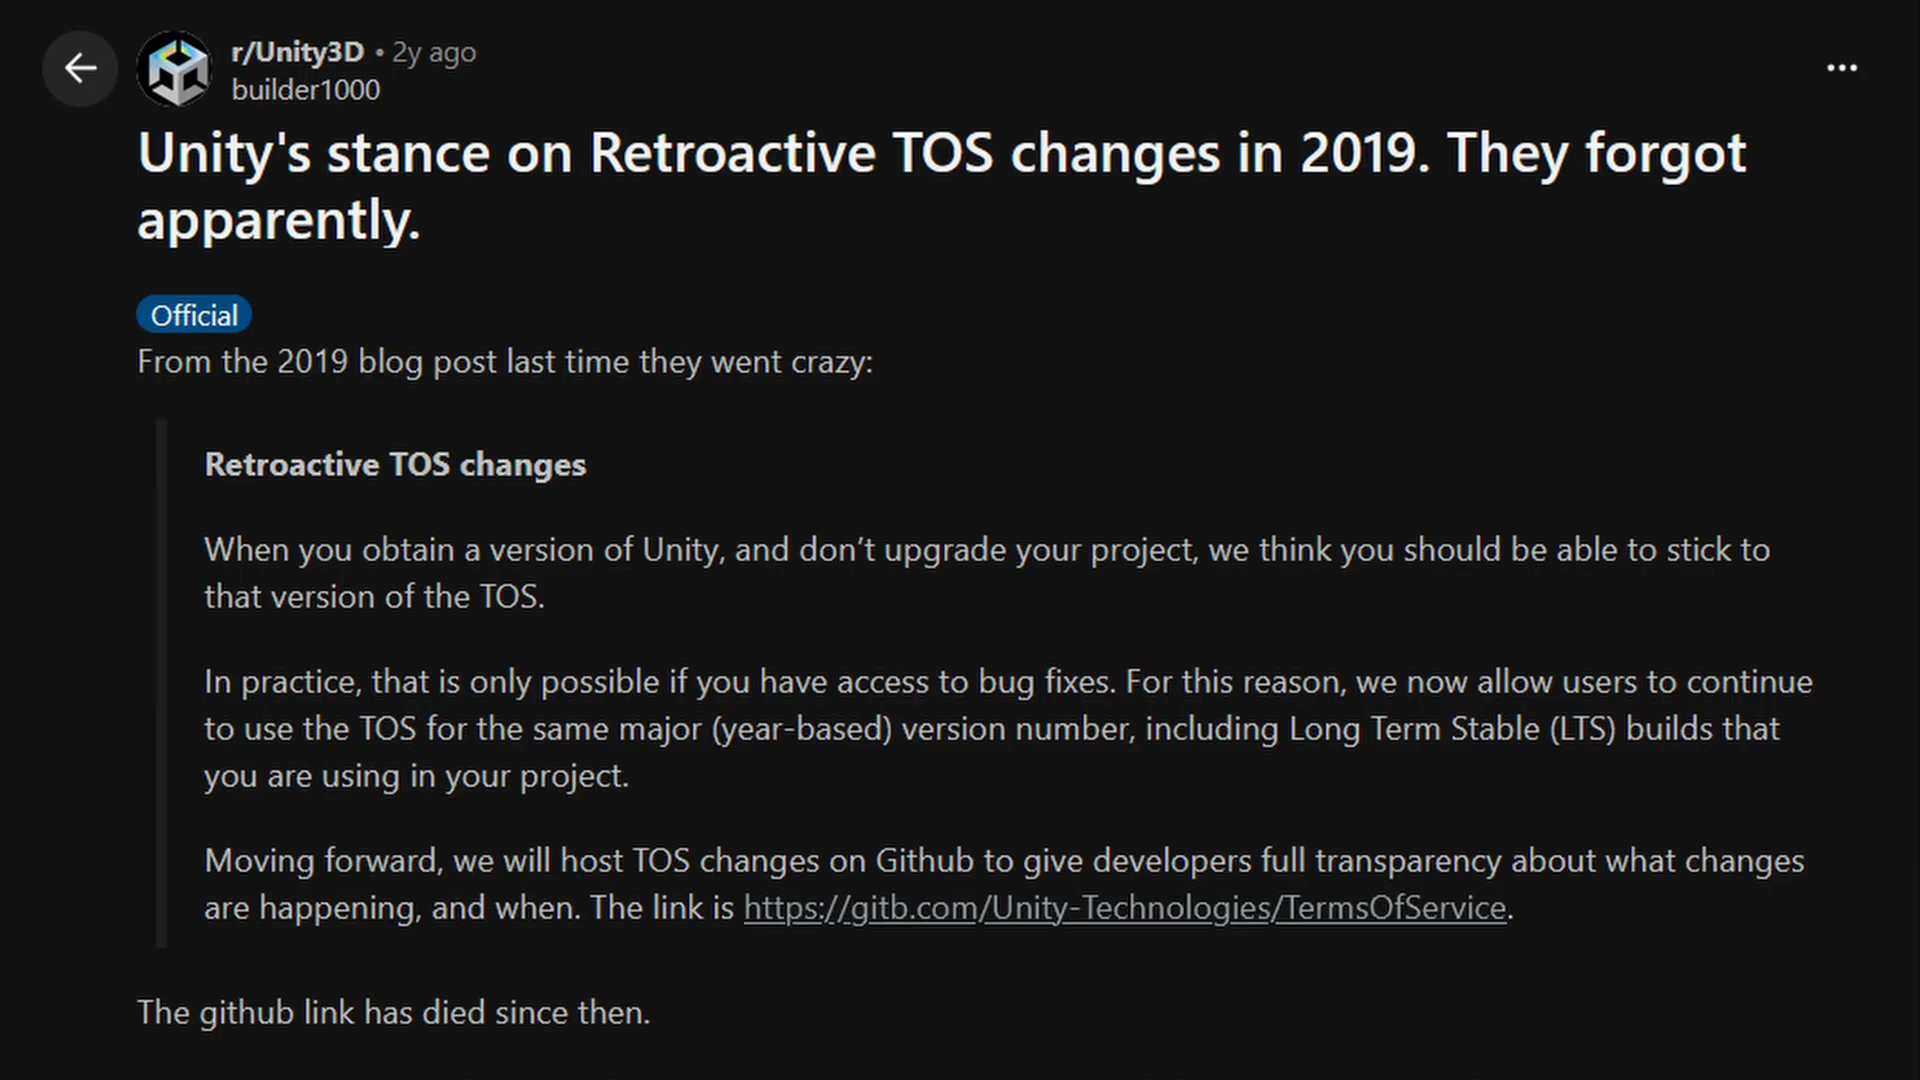 r/Unity3D • 2y ago
builder1000
Unity's stance on Retroactive TOS changes in 2019. They forgot
apparently.
Official
From the 2019 blog post last time they went crazy:
Retroactive TOS changes
When you obtain a version of Unity, and don’t upgrade your project, we think you should be able to stick to
that version of the TOS.
In practice, that is only possible if you have access to bug fixes. For this reason, we now allow users to continue
to use the TOS for the same major (year-based) version number, including Long Term Stable (LTS) builds that
you are using in your project.
Moving forward, we will host TOS changes on Github to give developers full transparency about what changes
are happening, and when. The link is https://gitb.com/Unity-Technologies/TermsOfService.
The github link has died since then.